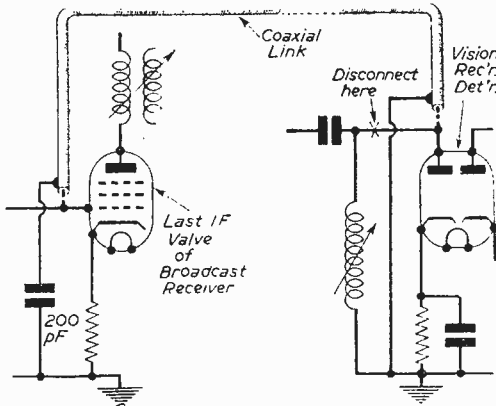 Coaxial
Link
Disconnect
here
Vision
Rec'n
Det'n
Last IF
Valve
of
Broadcast
Receiver
200
pF